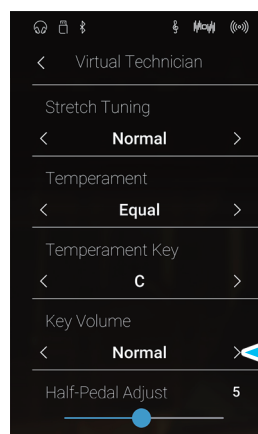 Virtual Technician
Stretch Tuning
Normal
Temperament
Equal
Temperament Key
C
Key Volume
Normal
Half-Pedal Adjust 5